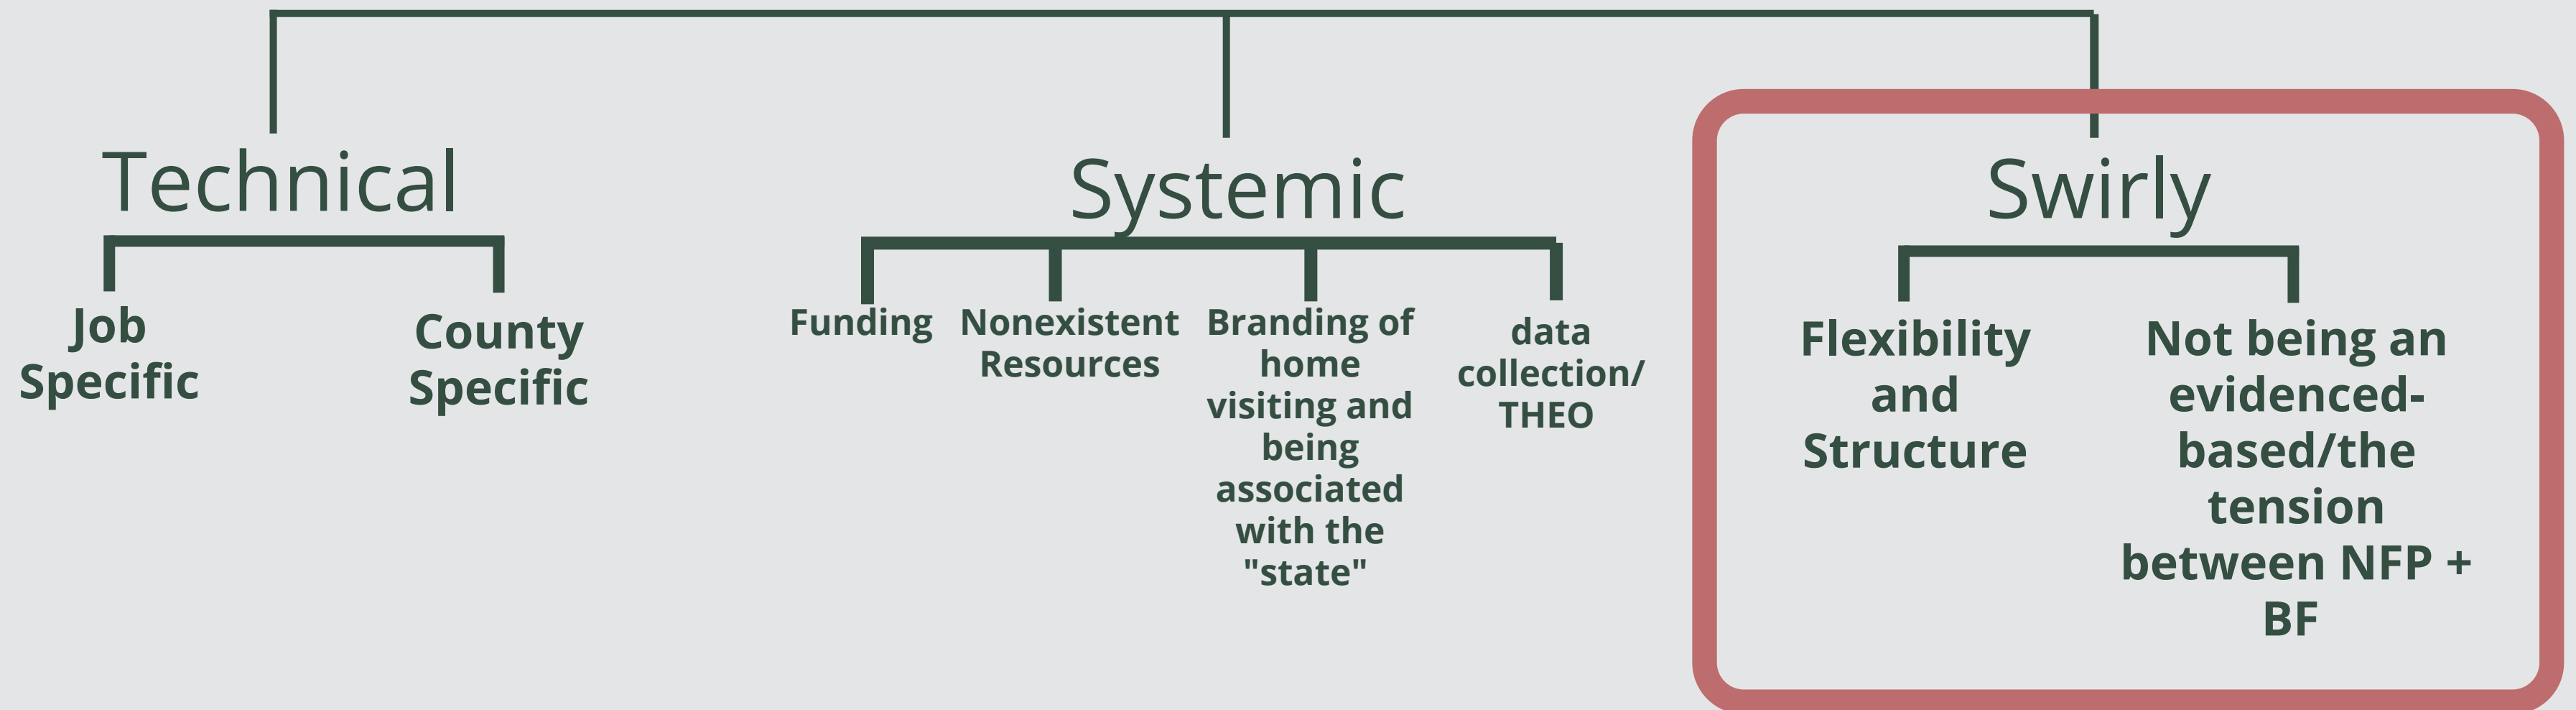 Technical
Job
Specific
County
Specific
Systemic
Funding
Nonexistent
Resources
Branding of
home
visiting and
being
associated
with the
"state"
data
collection/
THEO
Swirly
Flexibility
and
Structure
Not being an
evidenced-
based/the
tension
between NFP +
BF